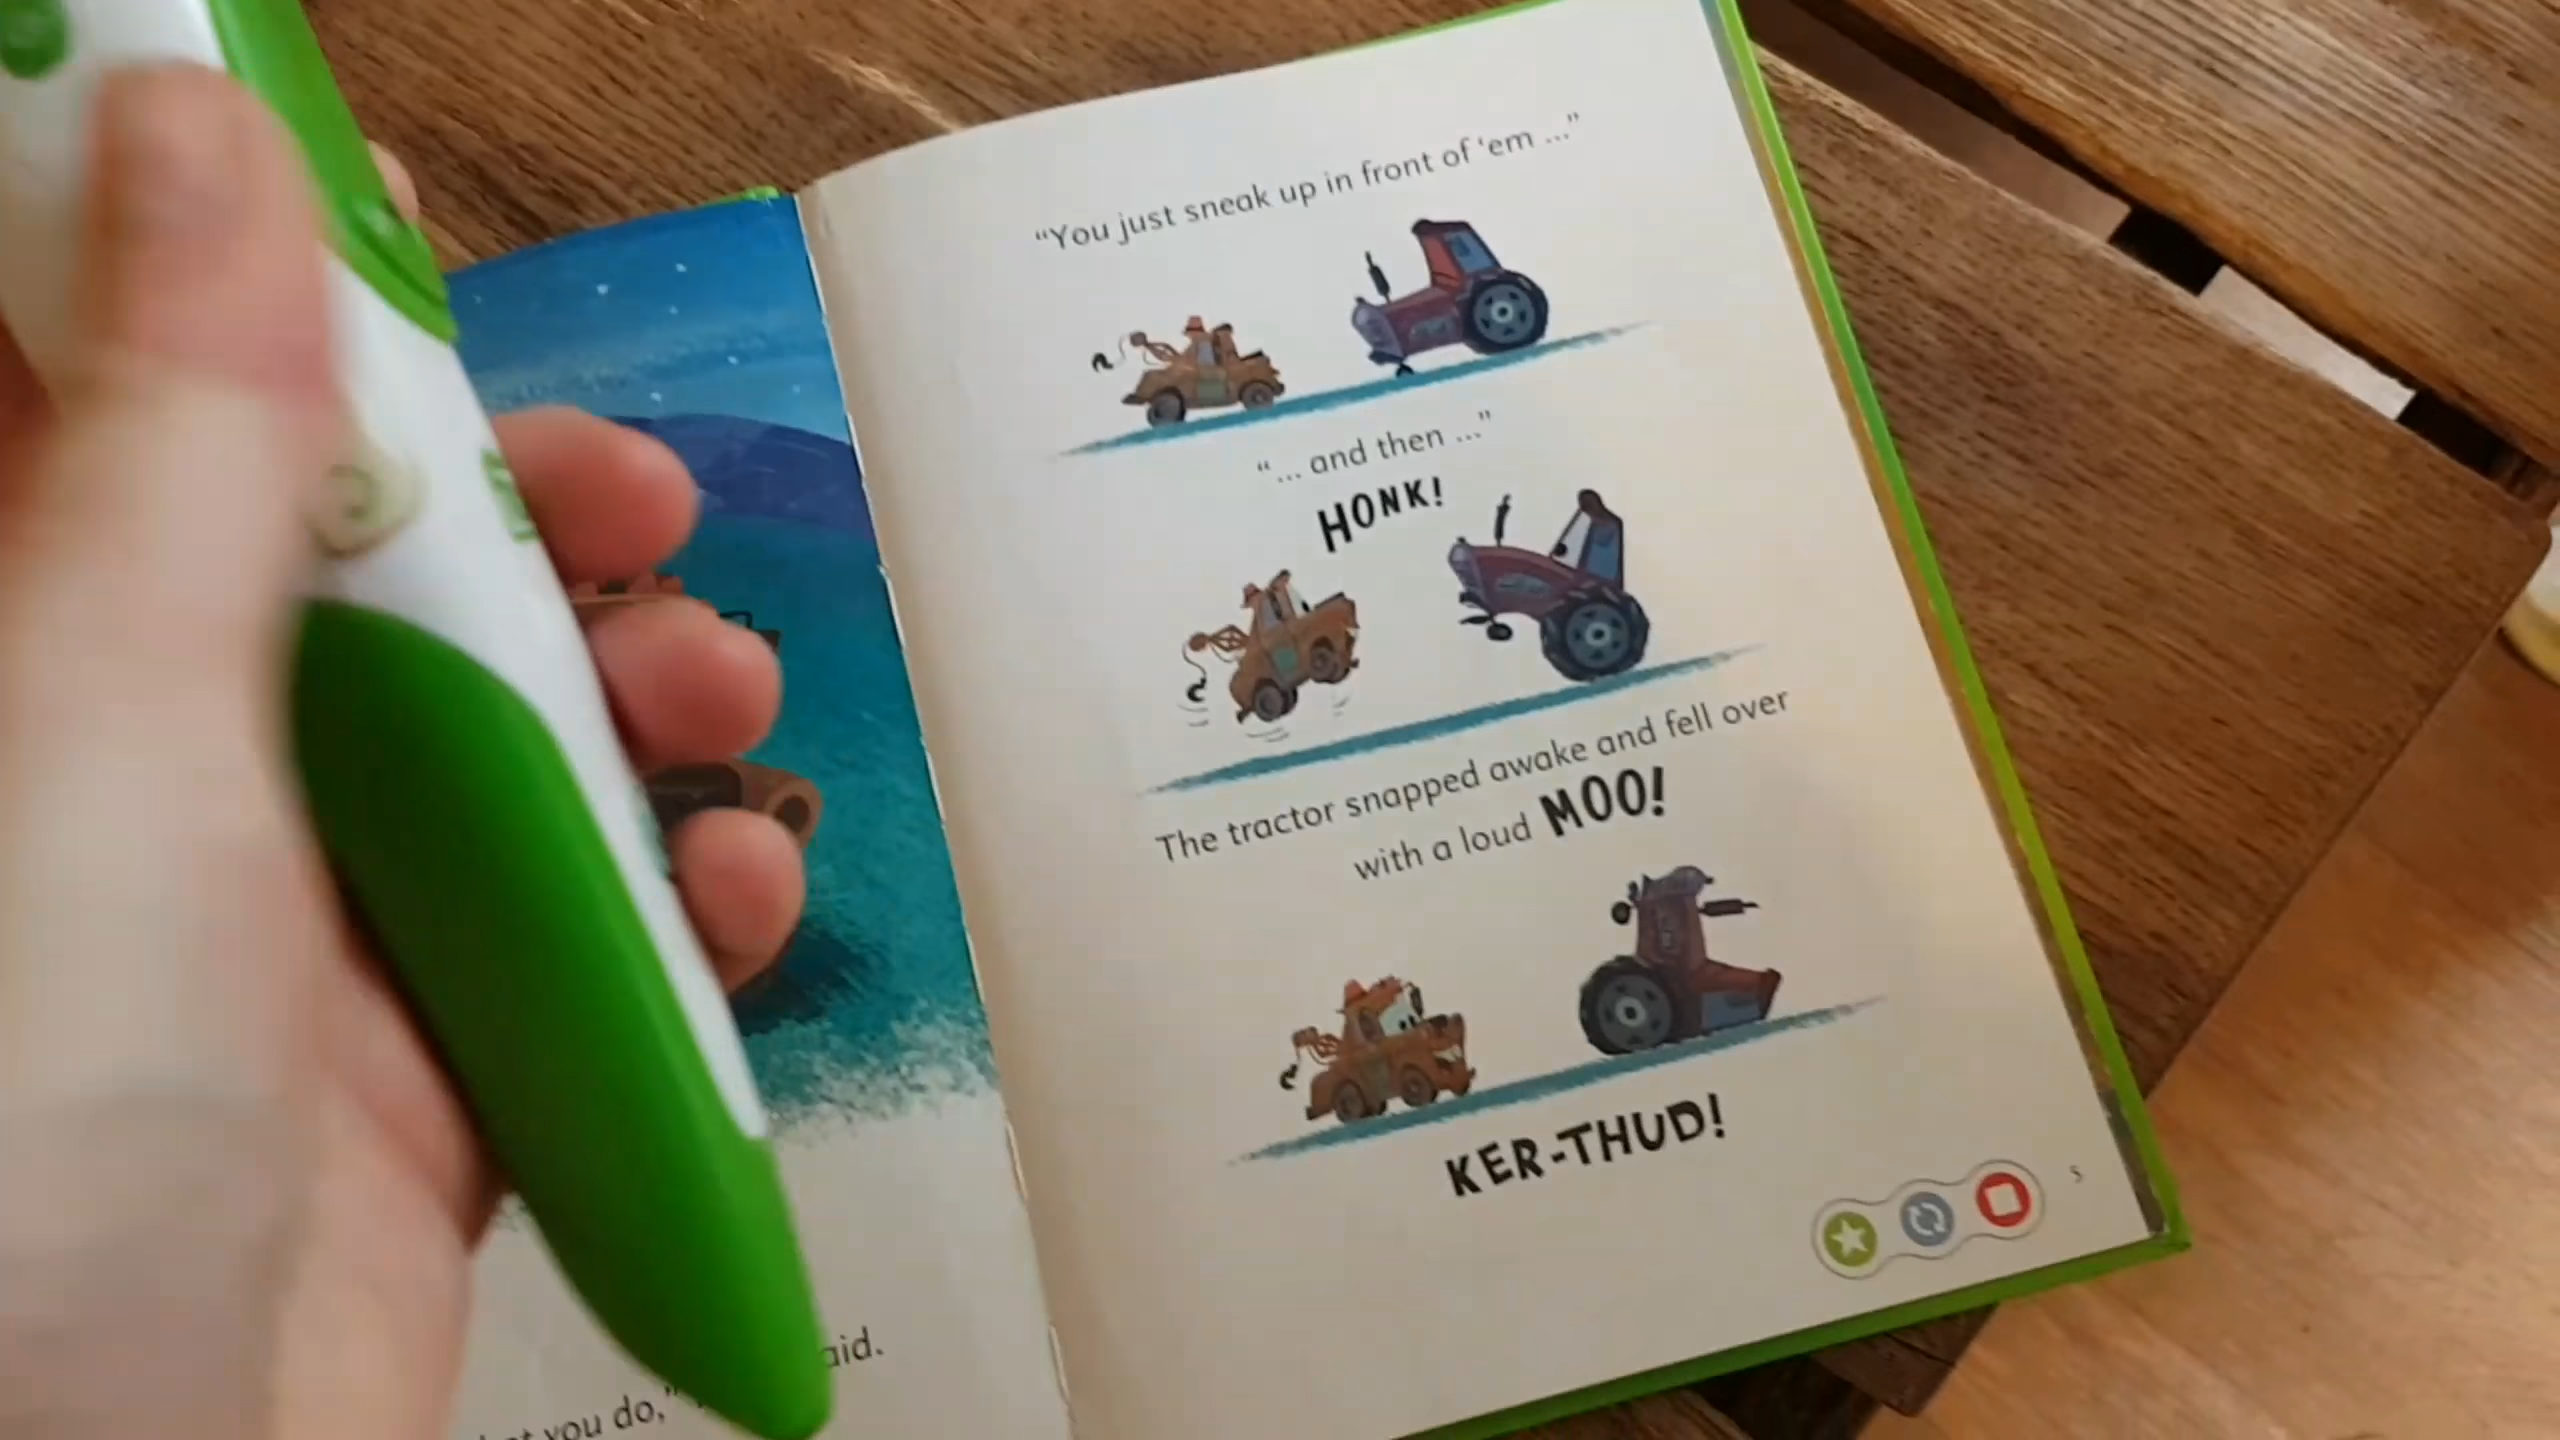 aid.
you do,"
“You just sneak up in front of ‘em ...”
“... and then ...”
HONK!
The tractor snapped awake and fell over
with a loud MOO!
KER-THUD!
5